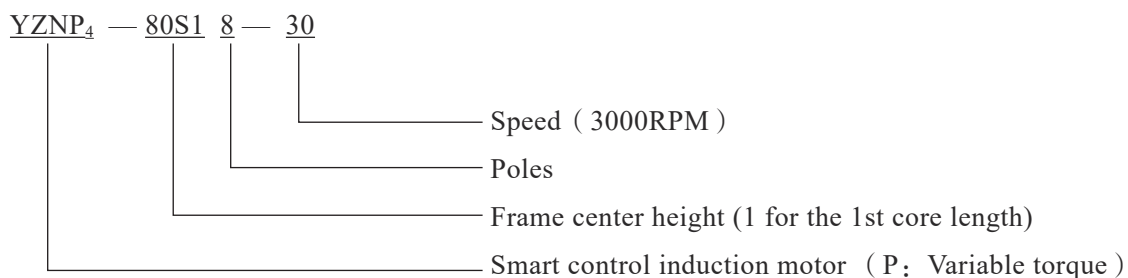 YZNP₄ — 80S1 8 — 30
Speed（3000RPM）
Poles
Frame center height (1 for the 1st core length)
Smart control induction motor （P：Variable torque）